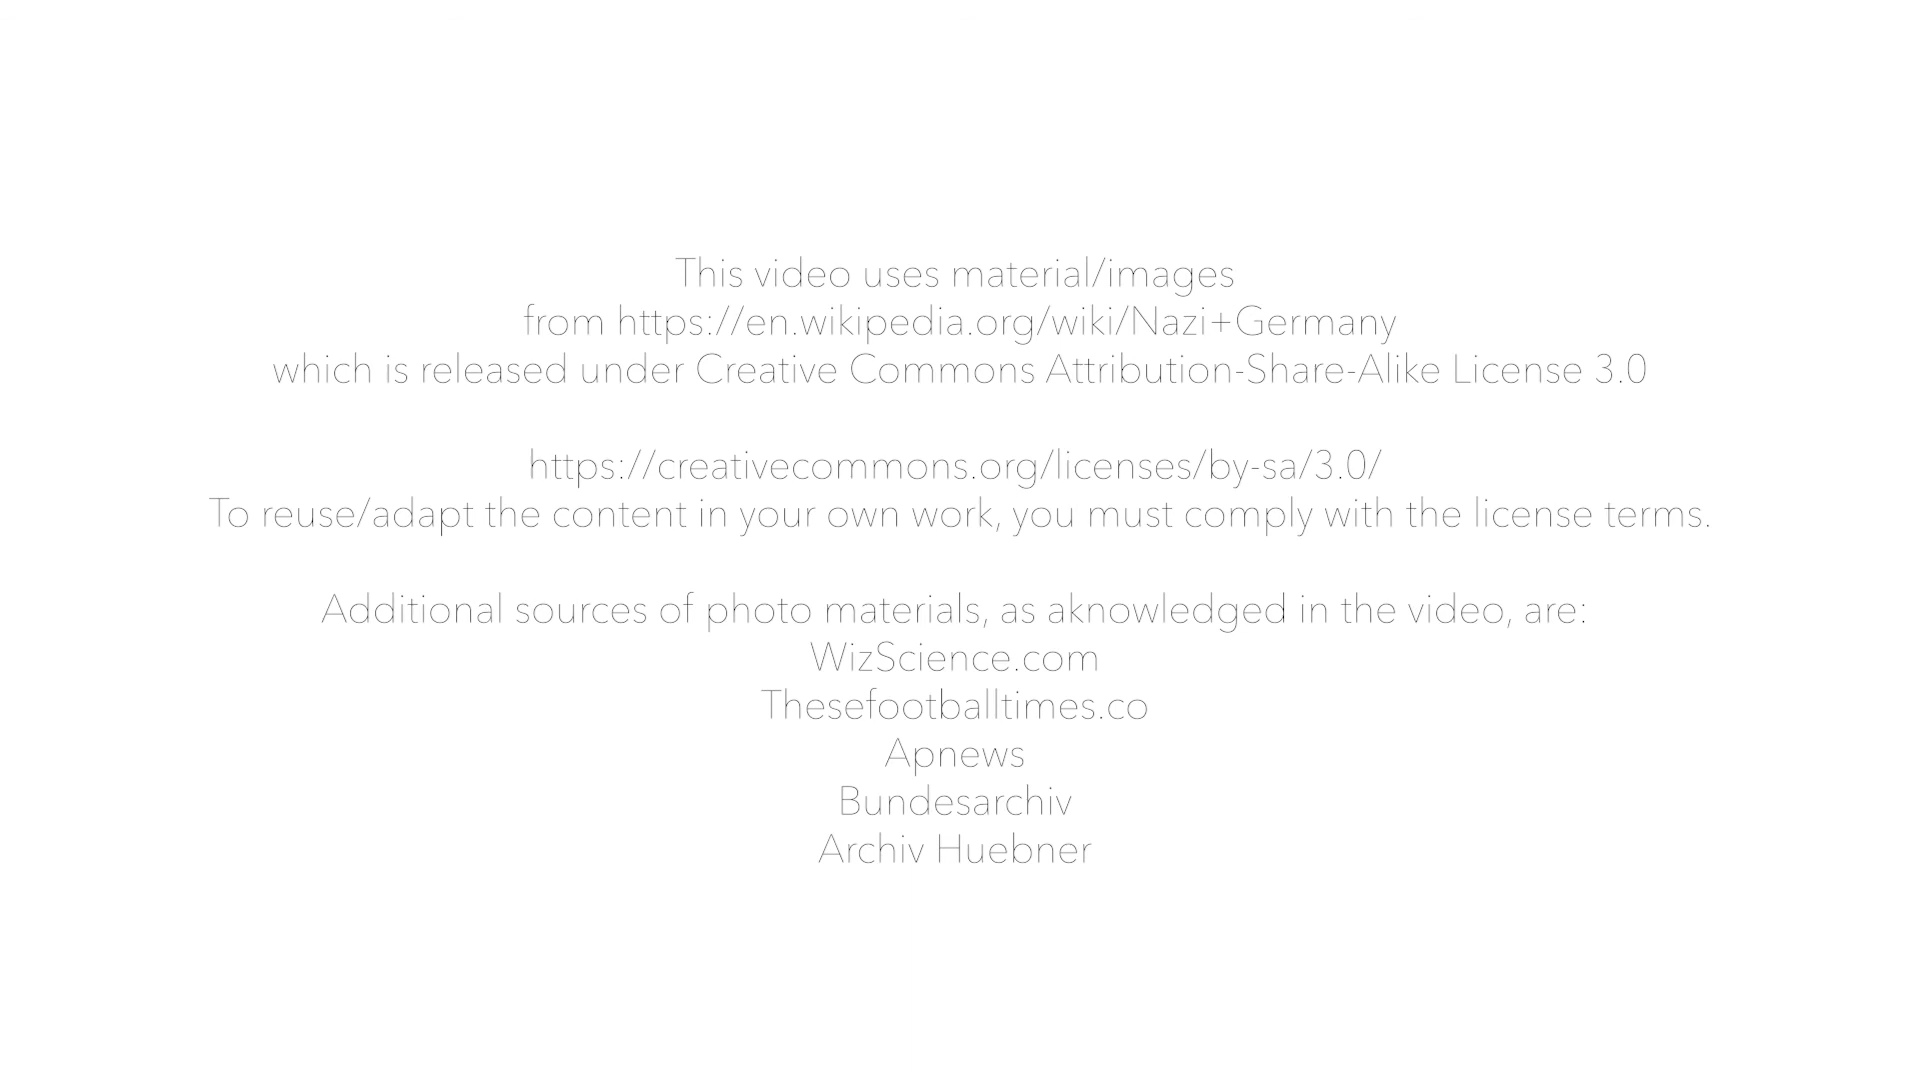 This video uses material/images
from https://en.wikipedia.org/wiki/Nazi+Germany
which is released under Creative Commons Attribution-Share-Alike License 3.0
https://creativecommons.org/licenses/by-sa/3.0/
To reuse/adapt the content in your own work, you must comply with the license terms.
Additional sources of photo materials, as aknowledged in the video, are:
WizScience.com
Thesefootballtimes.co
Apnews
Bundesarchiv
Archiv Huebner